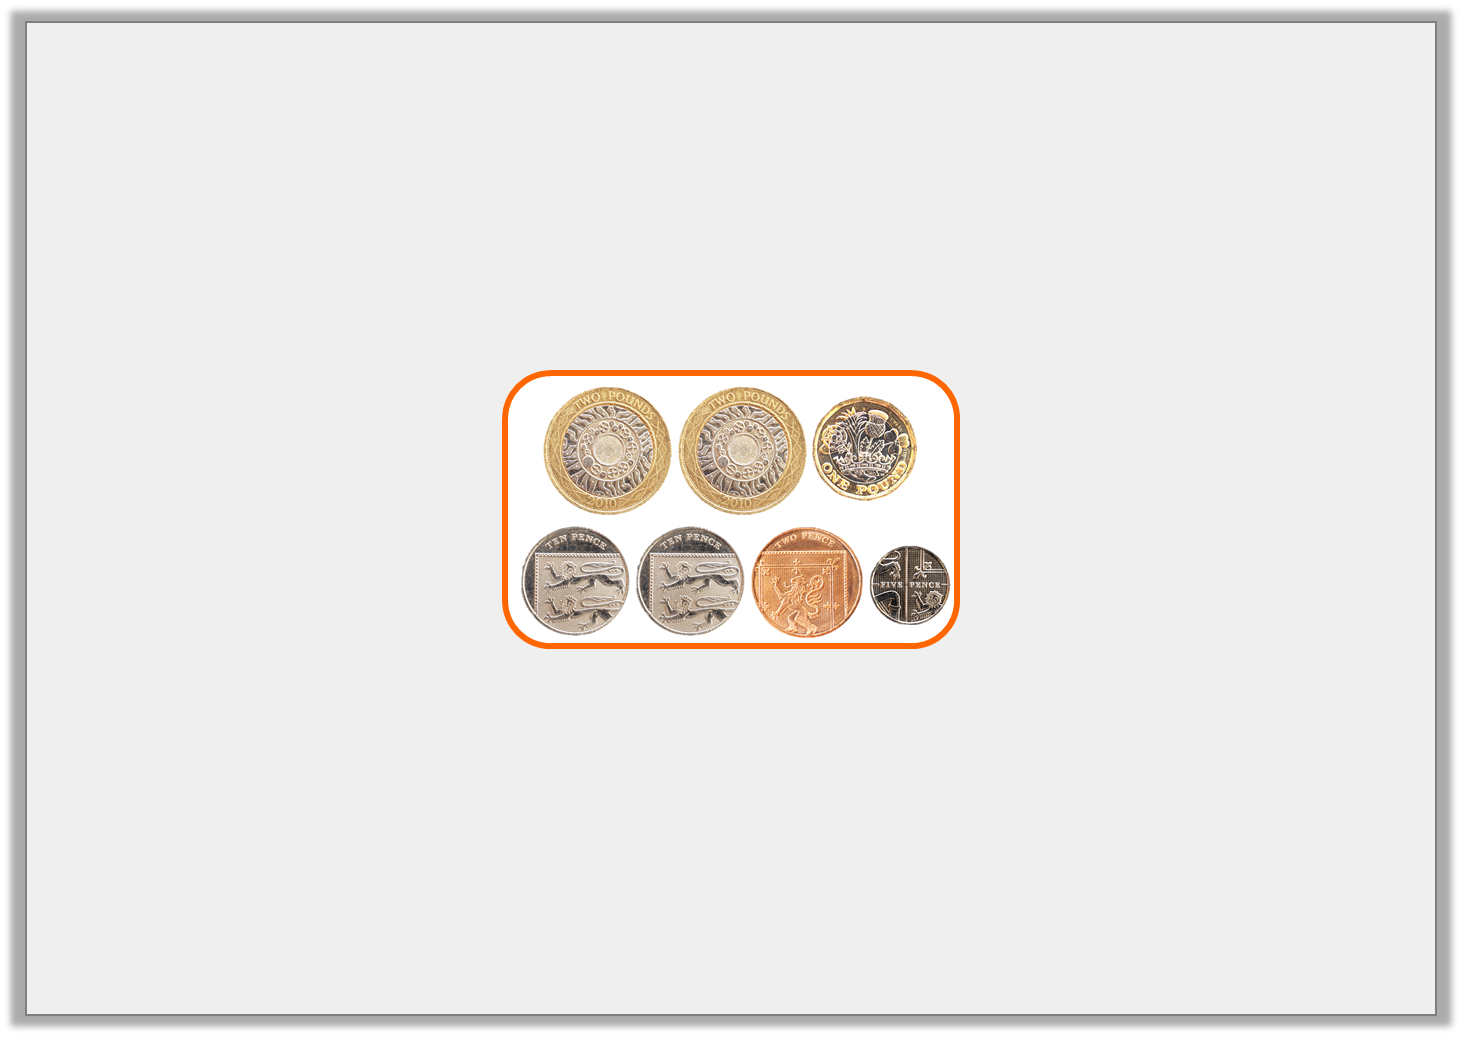 TWO POUNDS
2010
TWO POUNDS
2010
ONE POUND
TEN PENCE
TEN PENCE
TWO PENCE
FIVE PENCE